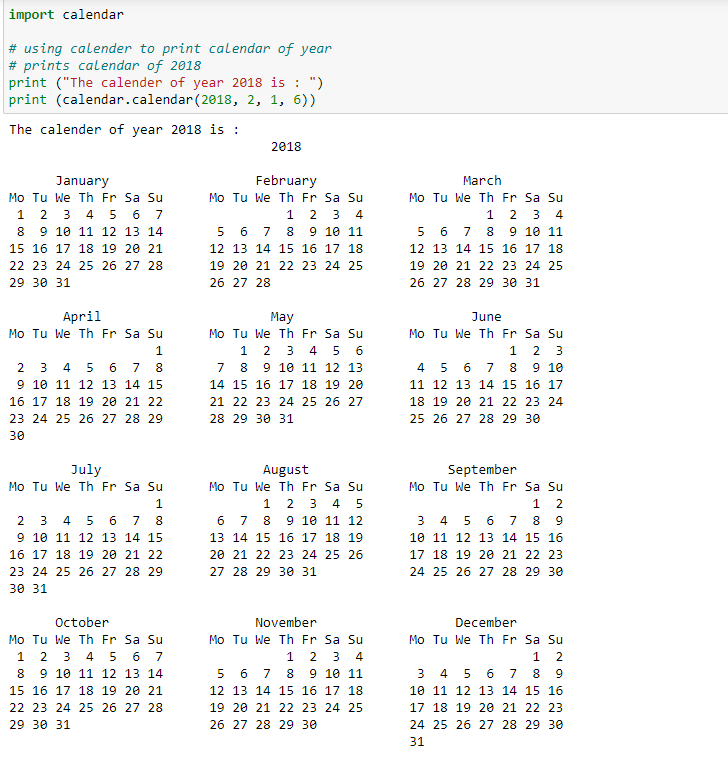 import calendar

# using calender to print calendar of year
# prints calendar of 2018
print ("The calender of year 2018 is : ")
print (calendar.calendar(2018, 2, 1, 6))

The calender of year 2018 is :
                                  2018

      January                   February                   March
Mo Tu We Th Fr Sa Su      Mo Tu We Th Fr Sa Su      Mo Tu We Th Fr Sa Su
 1  2  3  4  5  6  7                1  2  3  4                1  2  3  4
 8  9 10 11 12 13 14       5  6  7  8  9 10 11       5  6  7  8  9 10 11
15 16 17 18 19 20 21      12 13 14 15 16 17 18      12 13 14 15 16 17 18
22 23 24 25 26 27 28      19 20 21 22 23 24 25      19 20 21 22 23 24 25
29 30 31                  26 27 28                  26 27 28 29 30 31

       April                      May                       June
Mo Tu We Th Fr Sa Su      Mo Tu We Th Fr Sa Su      Mo Tu We Th Fr Sa Su
                   1          1  2  3  4  5  6                   1  2  3
 2  3  4  5  6  7  8       7  8  9 10 11 12 13       4  5  6  7  8  9 10
 9 10 11 12 13 14 15      14 15 16 17 18 19 20      11 12 13 14 15 16 17
16 17 18 19 20 21 22      21 22 23 24 25 26 27      18 19 20 21 22 23 24
23 24 25 26 27 28 29      28 29 30 31               25 26 27 28 29 30
30

        July                     August                  September
Mo Tu We Th Fr Sa Su      Mo Tu We Th Fr Sa Su      Mo Tu We Th Fr Sa Su
                   1             1  2  3  4  5                      1  2
 2  3  4  5  6  7  8       6  7  8  9 10 11 12       3  4  5  6  7  8  9
 9 10 11 12 13 14 15      13 14 15 16 17 18 19      10 11 12 13 14 15 16
16 17 18 19 20 21 22      20 21 22 23 24 25 26      17 18 19 20 21 22 23
23 24 25 26 27 28 29      27 28 29 30 31            24 25 26 27 28 29 30
30 31

      October                   November                  December
Mo Tu We Th Fr Sa Su      Mo Tu We Th Fr Sa Su      Mo Tu We Th Fr Sa Su
 1  2  3  4  5  6  7                1  2  3  4                      1  2
 8  9 10 11 12 13 14       5  6  7  8  9 10 11       3  4  5  6  7  8  9
15 16 17 18 19 20 21      12 13 14 15 16 17 18      10 11 12 13 14 15 16
22 23 24 25 26 27 28      19 20 21 22 23 24 25      17 18 19 20 21 22 23
29 30 31                  26 27 28 29 30            24 25 26 27 28 29 30
                                                    31